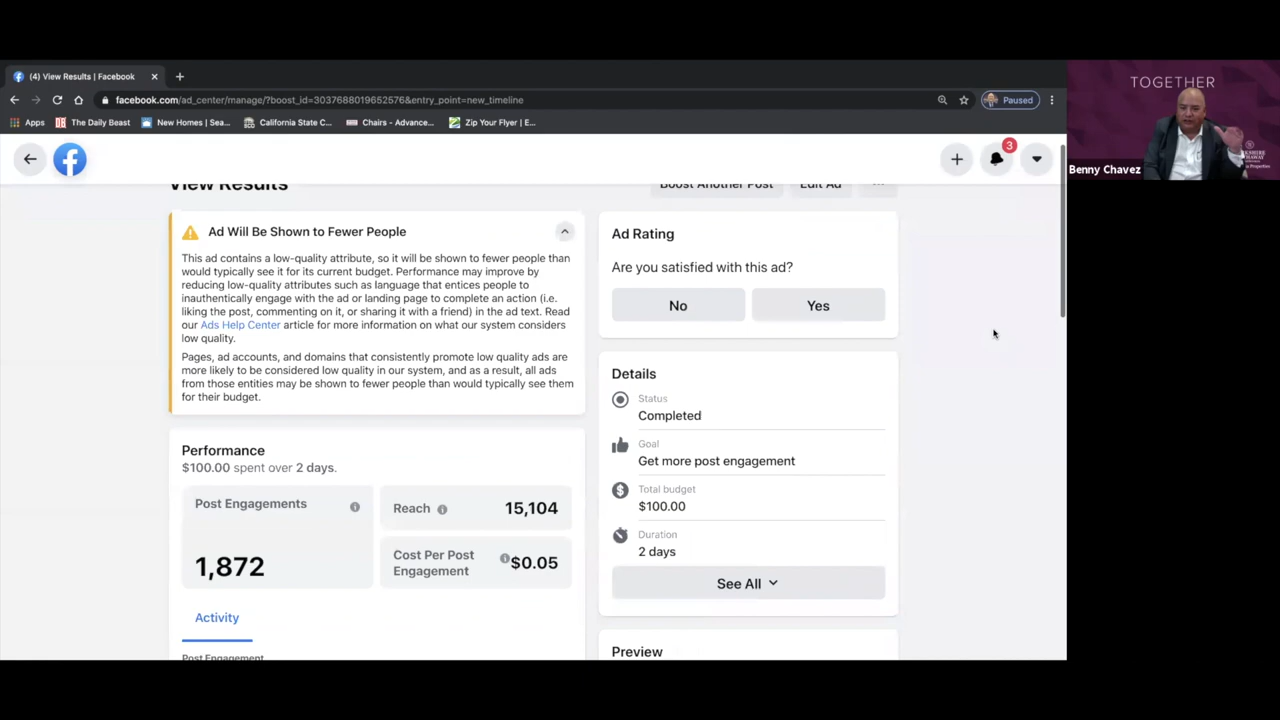 (4) View Results | Facebook
facebook.com/ad_center/manage/?boost_id=3037688019652576&entry_point=new_timeline
Paused
Apps
The Daily Beast
New Homes | Sea...
California State C...
Chairs - Advance...
Zip Your Flyer | E...
TOGETHER
Benny Chavez
3
View Results
Boost Another Post
Edit Ad
Ad Will Be Shown to Fewer People
This ad contains a low-quality attribute, so it will be shown to fewer people than
would typically see it for its current budget. Performance may improve by
reducing low-quality attributes such as language that entices people to
inauthentically engage with the ad or landing page to complete an action (i.e.
liking the post, commenting on it, or sharing it with a friend) in the ad text. Read
our Ads Help Center article for more information on what our system considers
low quality.
Pages, ad accounts, and domains that consistently promote low quality ads are
more likely to be considered low quality in our system, and as a result, all ads
from those entities may be shown to fewer people than would typically see them
for their budget.
Performance
$100.00 spent over 2 days.
Post Engagements
1,872
Reach
15,104
Cost Per Post
Engagement
$0.05
Activity
Post Engagement
Ad Rating
Are you satisfied with this ad?
No
Yes
Details
Status
Completed
Goal
Get more post engagement
Total budget
$100.00
Duration
2 days
See All
Preview